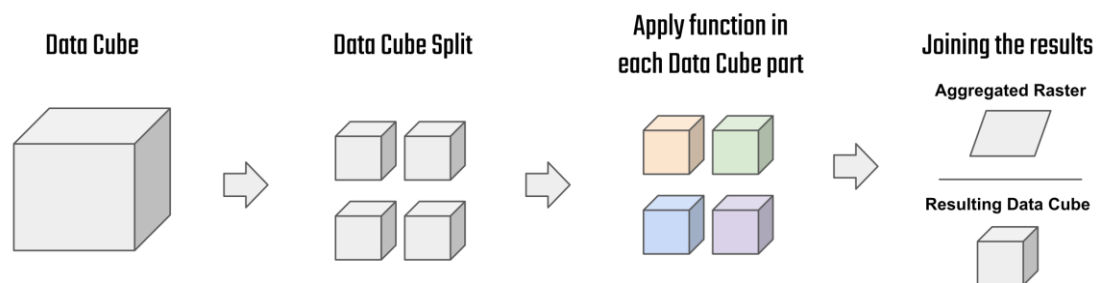 Data Cube
Data Cube Split
Apply function in
each Data Cube part
Joining the results
Aggregated Raster
Resulting Data Cube